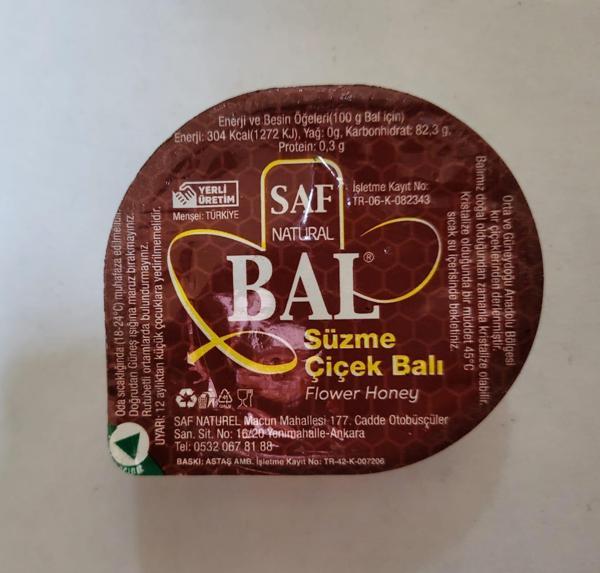 Enerji ve Besin Öğeleri(100 g Bal için)
Enerji: 304 Kcal(1272 KJ), Yağ: 0g, Karbonhidrat: 82,3 g,
Protein: 0,3 g
YERLİ
ÜRETİM
Menşei: TÜRKİYE
SAF
NATURAL
BAL®
İşletme Kayıt No:
TR-06-K-082343
Süzme
Çiçek Balı
Flower Honey
Oda sıcaklığında (18-24°C) muhafaza edilmelidir.
Doğrudan Güneş ışığına maruz bırakmayınız.
Rutubetli ortamlarda bulundurmayınız.
UYARI: 12 aylıktan küçük çocuklara yedirilmemelidir.
Orta ve Güneydoğu Anadolu Bölgesi
kır çiçeklerinden derlenmiştir.
Balımız doğal olduğundan zamanla kristalize olabilir.
Kristalize olduğunda bir müddet 45°C
sıcak su içerisinde bekletiniz.
SAF NATUREL Macun Mahallesi 177. Cadde Otobüsçüler
San. Sit. No: 16/20 Yenimahalle-Ankara
Tel: 0532 067 81 88
BASKI: ASTAŞ AMB. İşletme Kayıt No: TR-42-K-007206